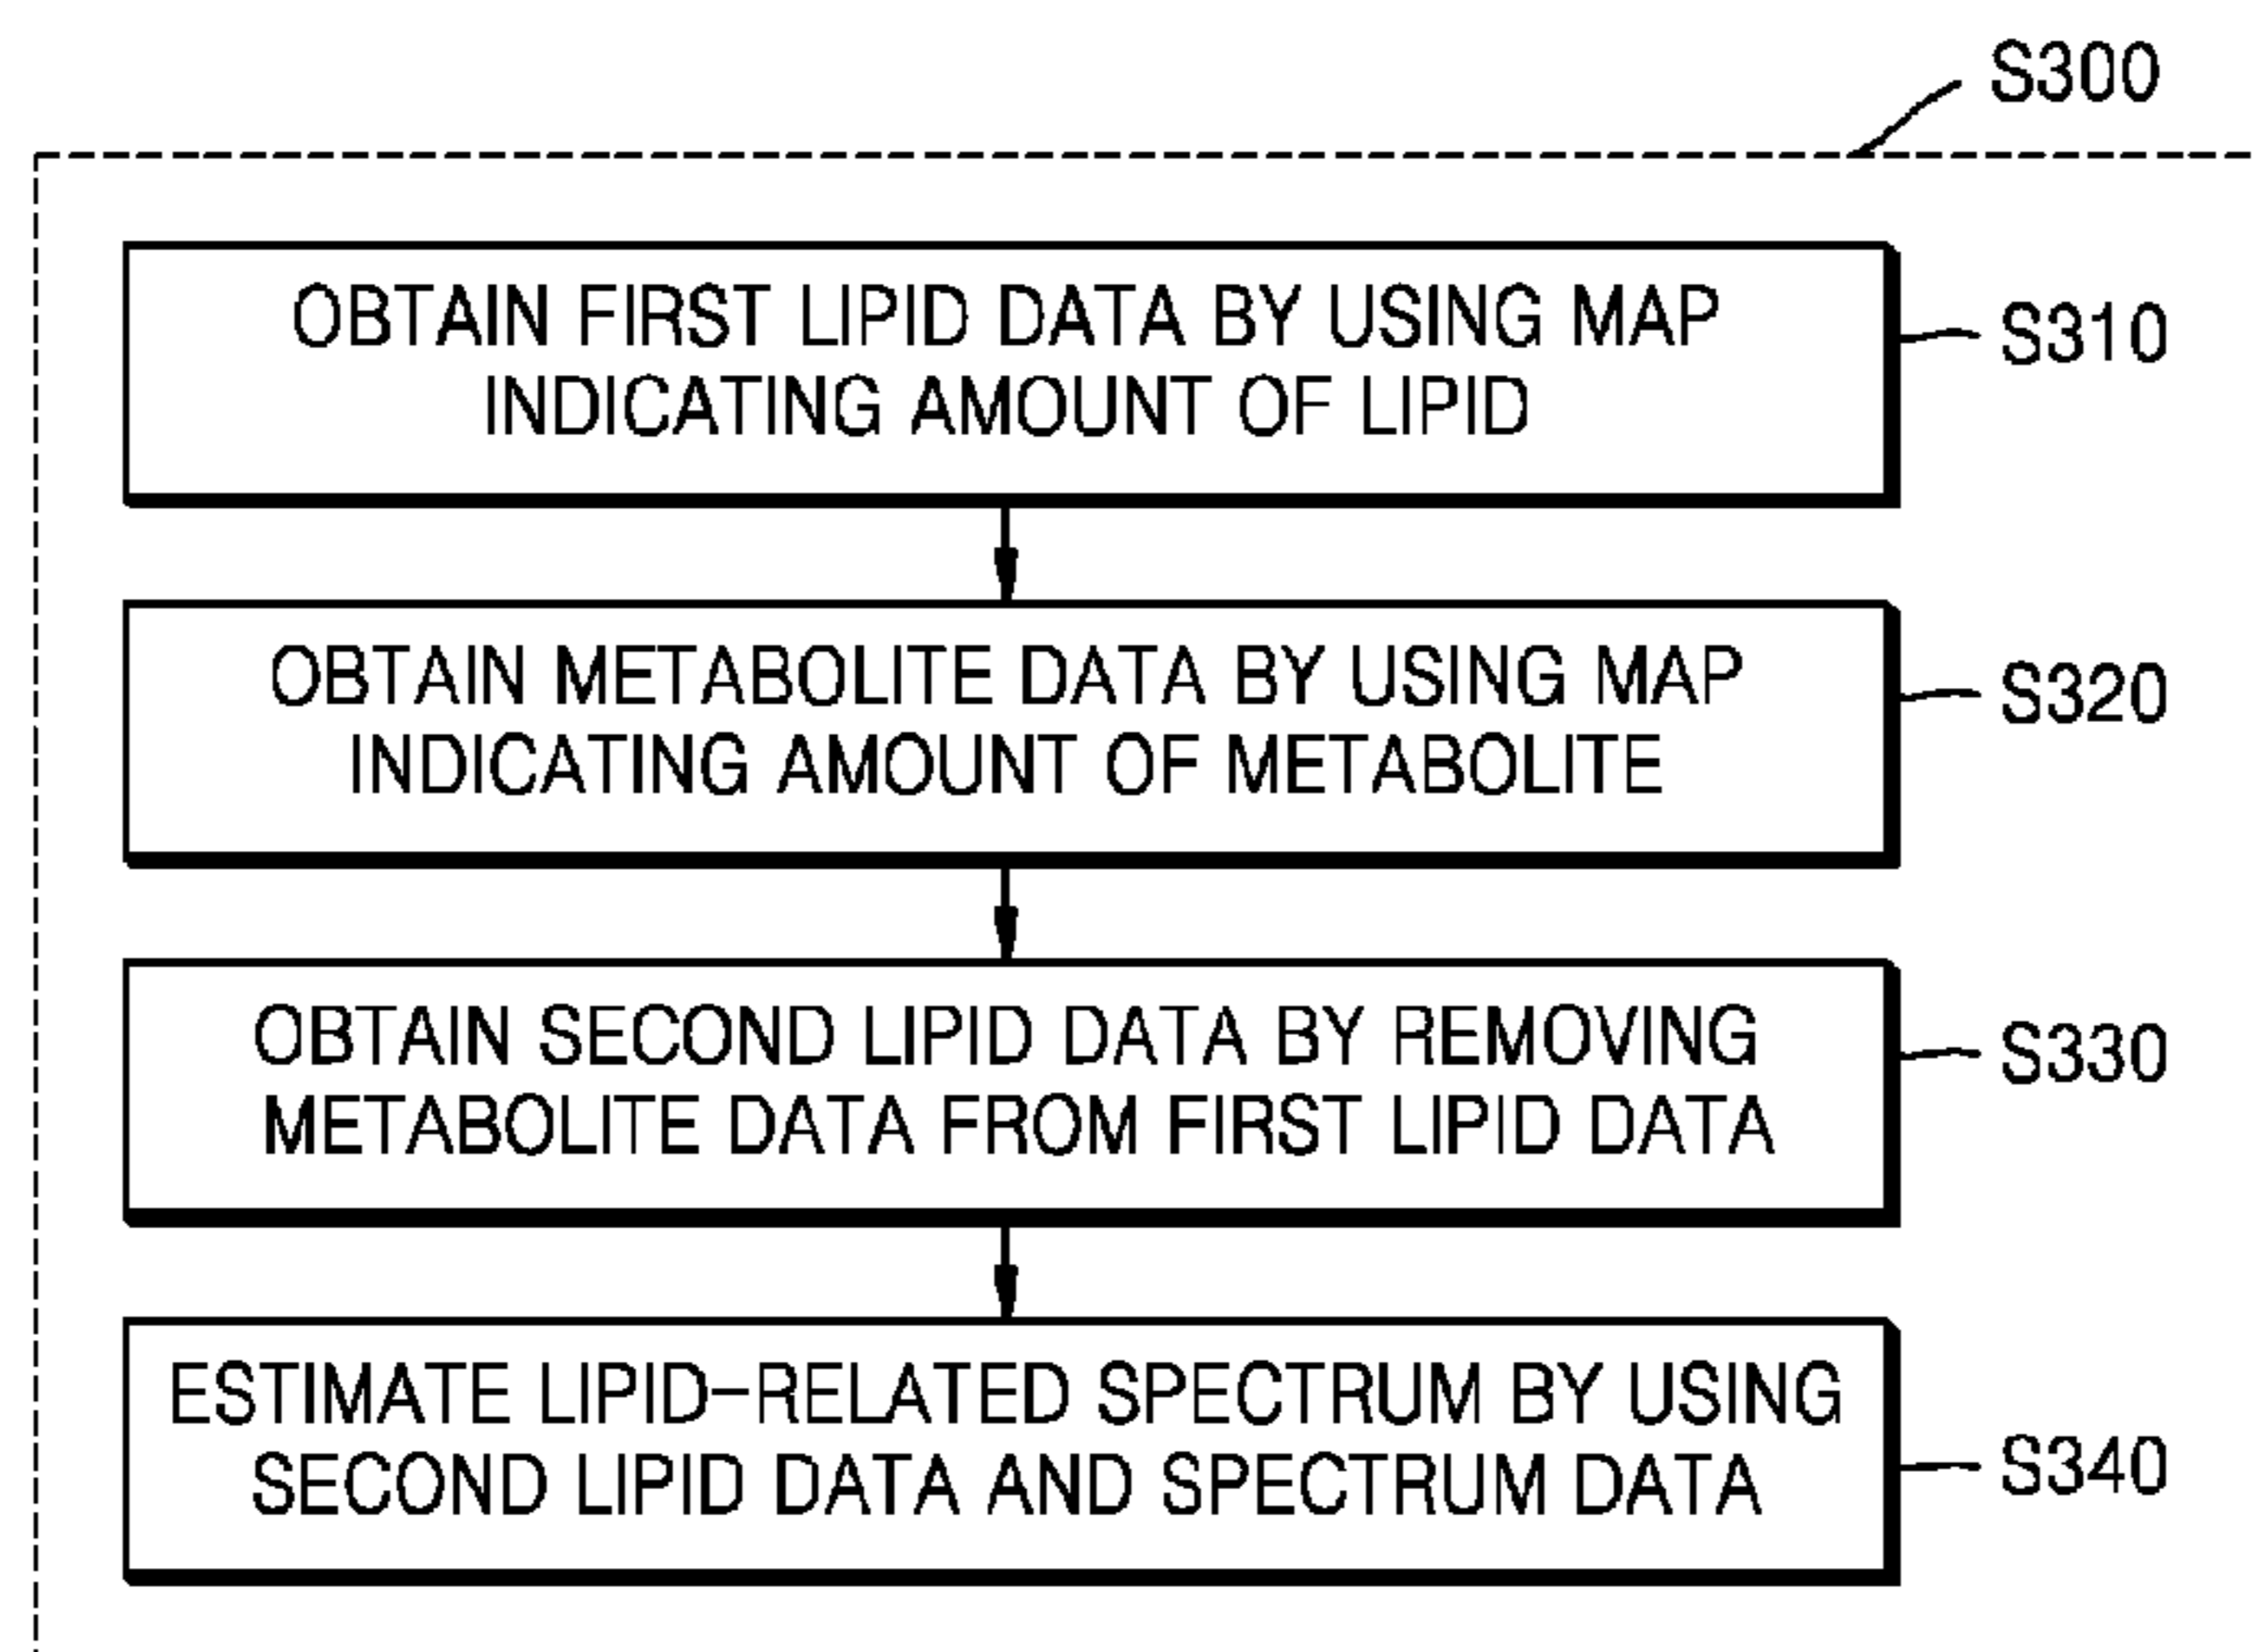 S300
OBTAIN FIRST LIPID DATA BY USING MAP
INDICATING AMOUNT OF LIPID
S310
OBTAIN METABOLITE DATA BY USING MAP
INDICATING AMOUNT OF METABOLITE
S320
OBTAIN SECOND LIPID DATA BY REMOVING
METABOLITE DATA FROM FIRST LIPID DATA
S330
ESTIMATE LIPID-RELATED SPECTRUM BY USING
SECOND LIPID DATA AND SPECTRUM DATA
S340